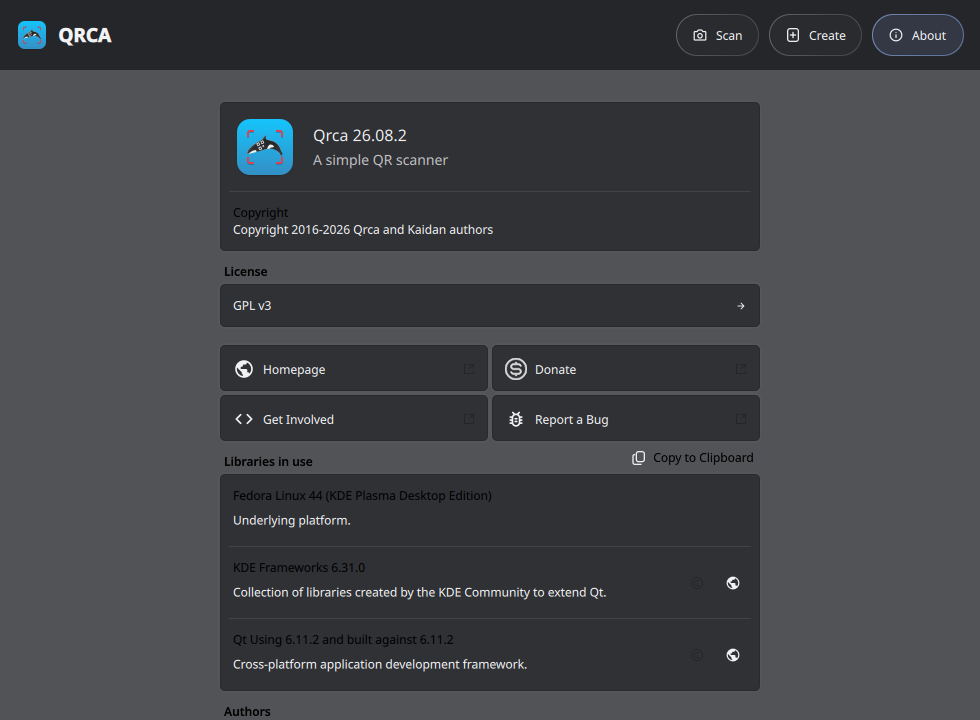 QRCA
Scan
Create
About
Qrca 26.08.2
A simple QR scanner
Copyright
Copyright 2016-2026 Qrca and Kaidan authors
License
GPL v3
Homepage
Donate
Get Involved
Report a Bug
Libraries in use
Copy to Clipboard
Fedora Linux 44 (KDE Plasma Desktop Edition)
Underlying platform.
KDE Frameworks 6.31.0
Collection of libraries created by the KDE Community to extend Qt.
Qt Using 6.11.2 and built against 6.11.2
Cross-platform application development framework.
Authors